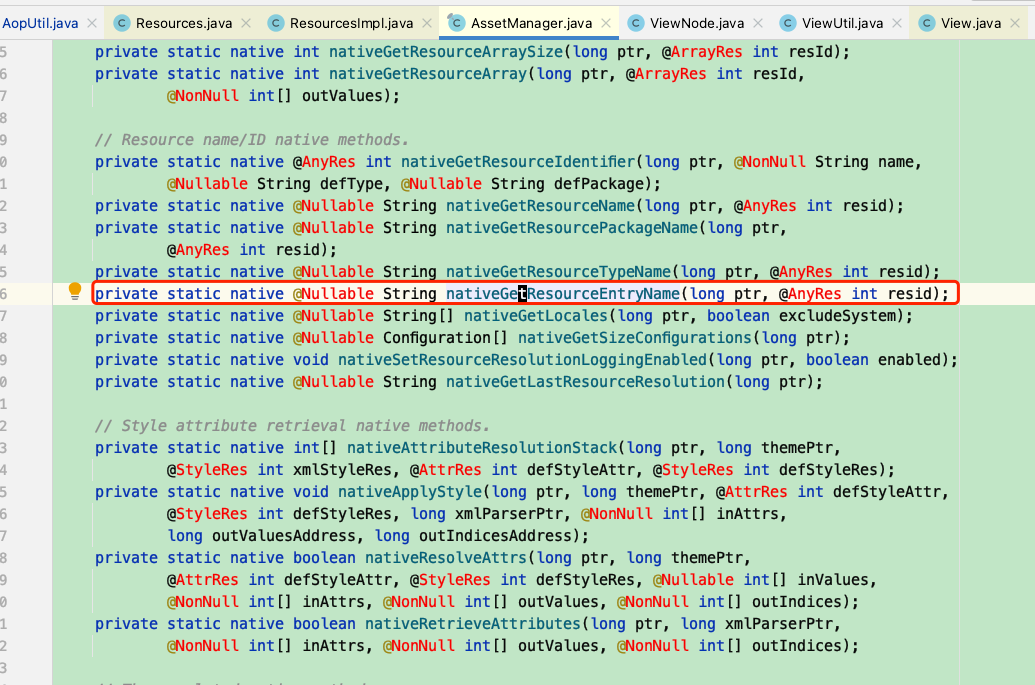 AopUtil.java × Resources.java × ResourcesImpl.java × AssetManager.java × ViewNode.java × ViewUtil.java × View.java ×
5 private static native int nativeGetResourceArraySize(long ptr, @ArrayRes int resId);
6 private static native int nativeGetResourceArray(long ptr, @ArrayRes int resId,
7 @NonNull int[] outValues);
8
9 // Resource name/ID native methods.
0 private static native @AnyRes int nativeGetResourceIdentifier(long ptr, @NonNull String name,
1 @Nullable String defType, @Nullable String defPackage);
2 private static native @Nullable String nativeGetResourceName(long ptr, @AnyRes int resid);
3 private static native @Nullable String nativeGetResourcePackageName(long ptr,
4 @AnyRes int resid);
5 private static native @Nullable String nativeGetResourceTypeName(long ptr, @AnyRes int resid);
6 private static native @Nullable String nativeGetResourceEntryName(long ptr, @AnyRes int resid);
7 private static native @Nullable String[] nativeGetLocales(long ptr, boolean excludeSystem);
8 private static native @Nullable Configuration[] nativeGetSizeConfigurations(long ptr);
9 private static native void nativeSetResourceResolutionLoggingEnabled(long ptr, boolean enabled);
0 private static native @Nullable String nativeGetLastResourceResolution(long ptr);
1
2 // Style attribute retrieval native methods.
3 private static native int[] nativeAttributeResolutionStack(long ptr, long themePtr,
4 @StyleRes int xmlStyleRes, @AttrRes int defStyleAttr, @StyleRes int defStyleRes);
5 private static native void nativeApplyStyle(long ptr, long themePtr, @AttrRes int defStyleAttr,
6 @StyleRes int defStyleRes, long xmlParserPtr, @NonNull int[] inAttrs,
7 long outValuesAddress, long outIndicesAddress);
8 private static native boolean nativeResolveAttrs(long ptr, long themePtr,
9 @AttrRes int defStyleAttr, @StyleRes int defStyleRes, @Nullable int[] inValues,
0 @NonNull int[] inAttrs, @NonNull int[] outValues, @NonNull int[] outIndices);
1 private static native boolean nativeRetrieveAttributes(long ptr, long xmlParserPtr,
2 @NonNull int[] inAttrs, @NonNull int[] outValues, @NonNull int[] outIndices);
3